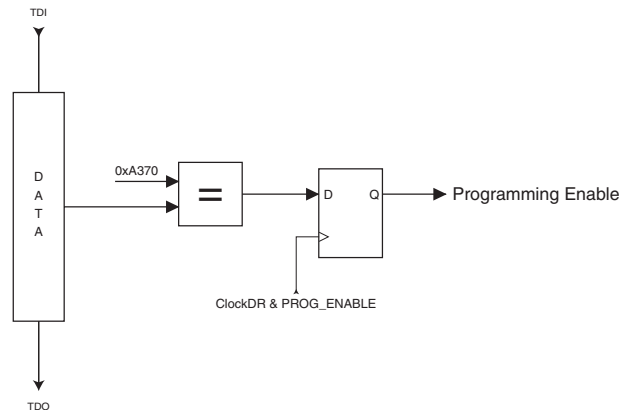 TDI
D
A
T
A
0xA370
=
D
Q
Programming Enable
ClockDR & PROG_ENABLE
TDO